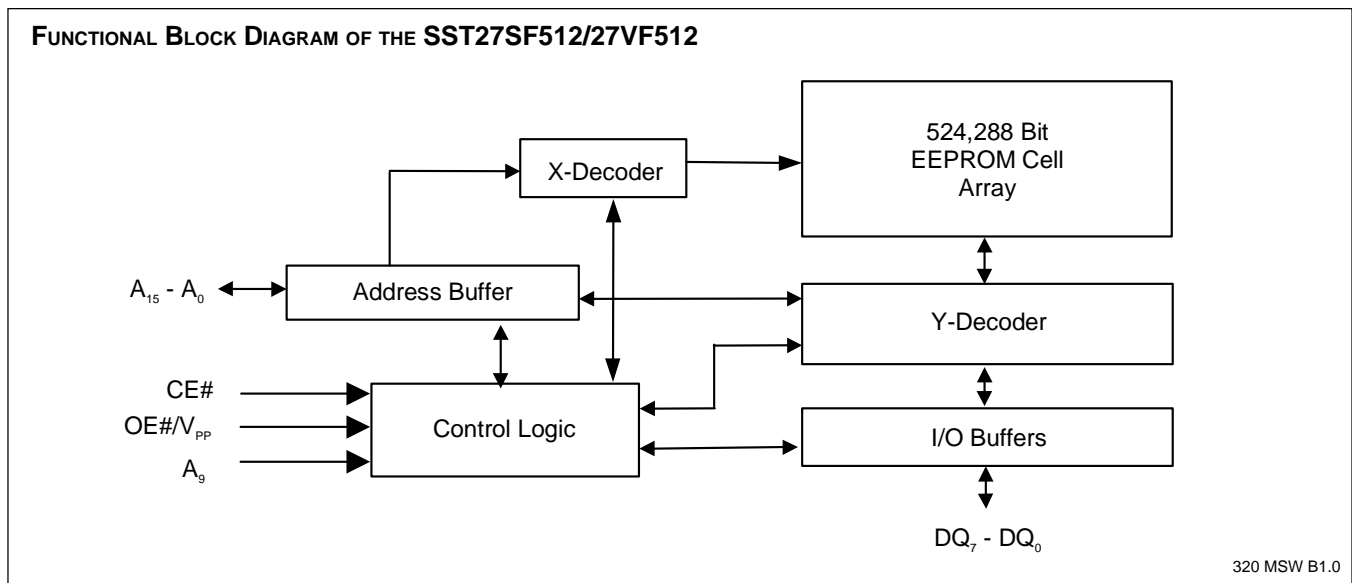 FUNCTIONAL BLOCK DIAGRAM OF THE SST27SF512/27VF512
524,288 Bit
EEPROM Cell
Array
X-Decoder
A15 - A0
Address Buffer
Y-Decoder
CE#
OE#/VPP
A9
Control Logic
I/O Buffers
DQ7 - DQ0
320 MSW B1.0